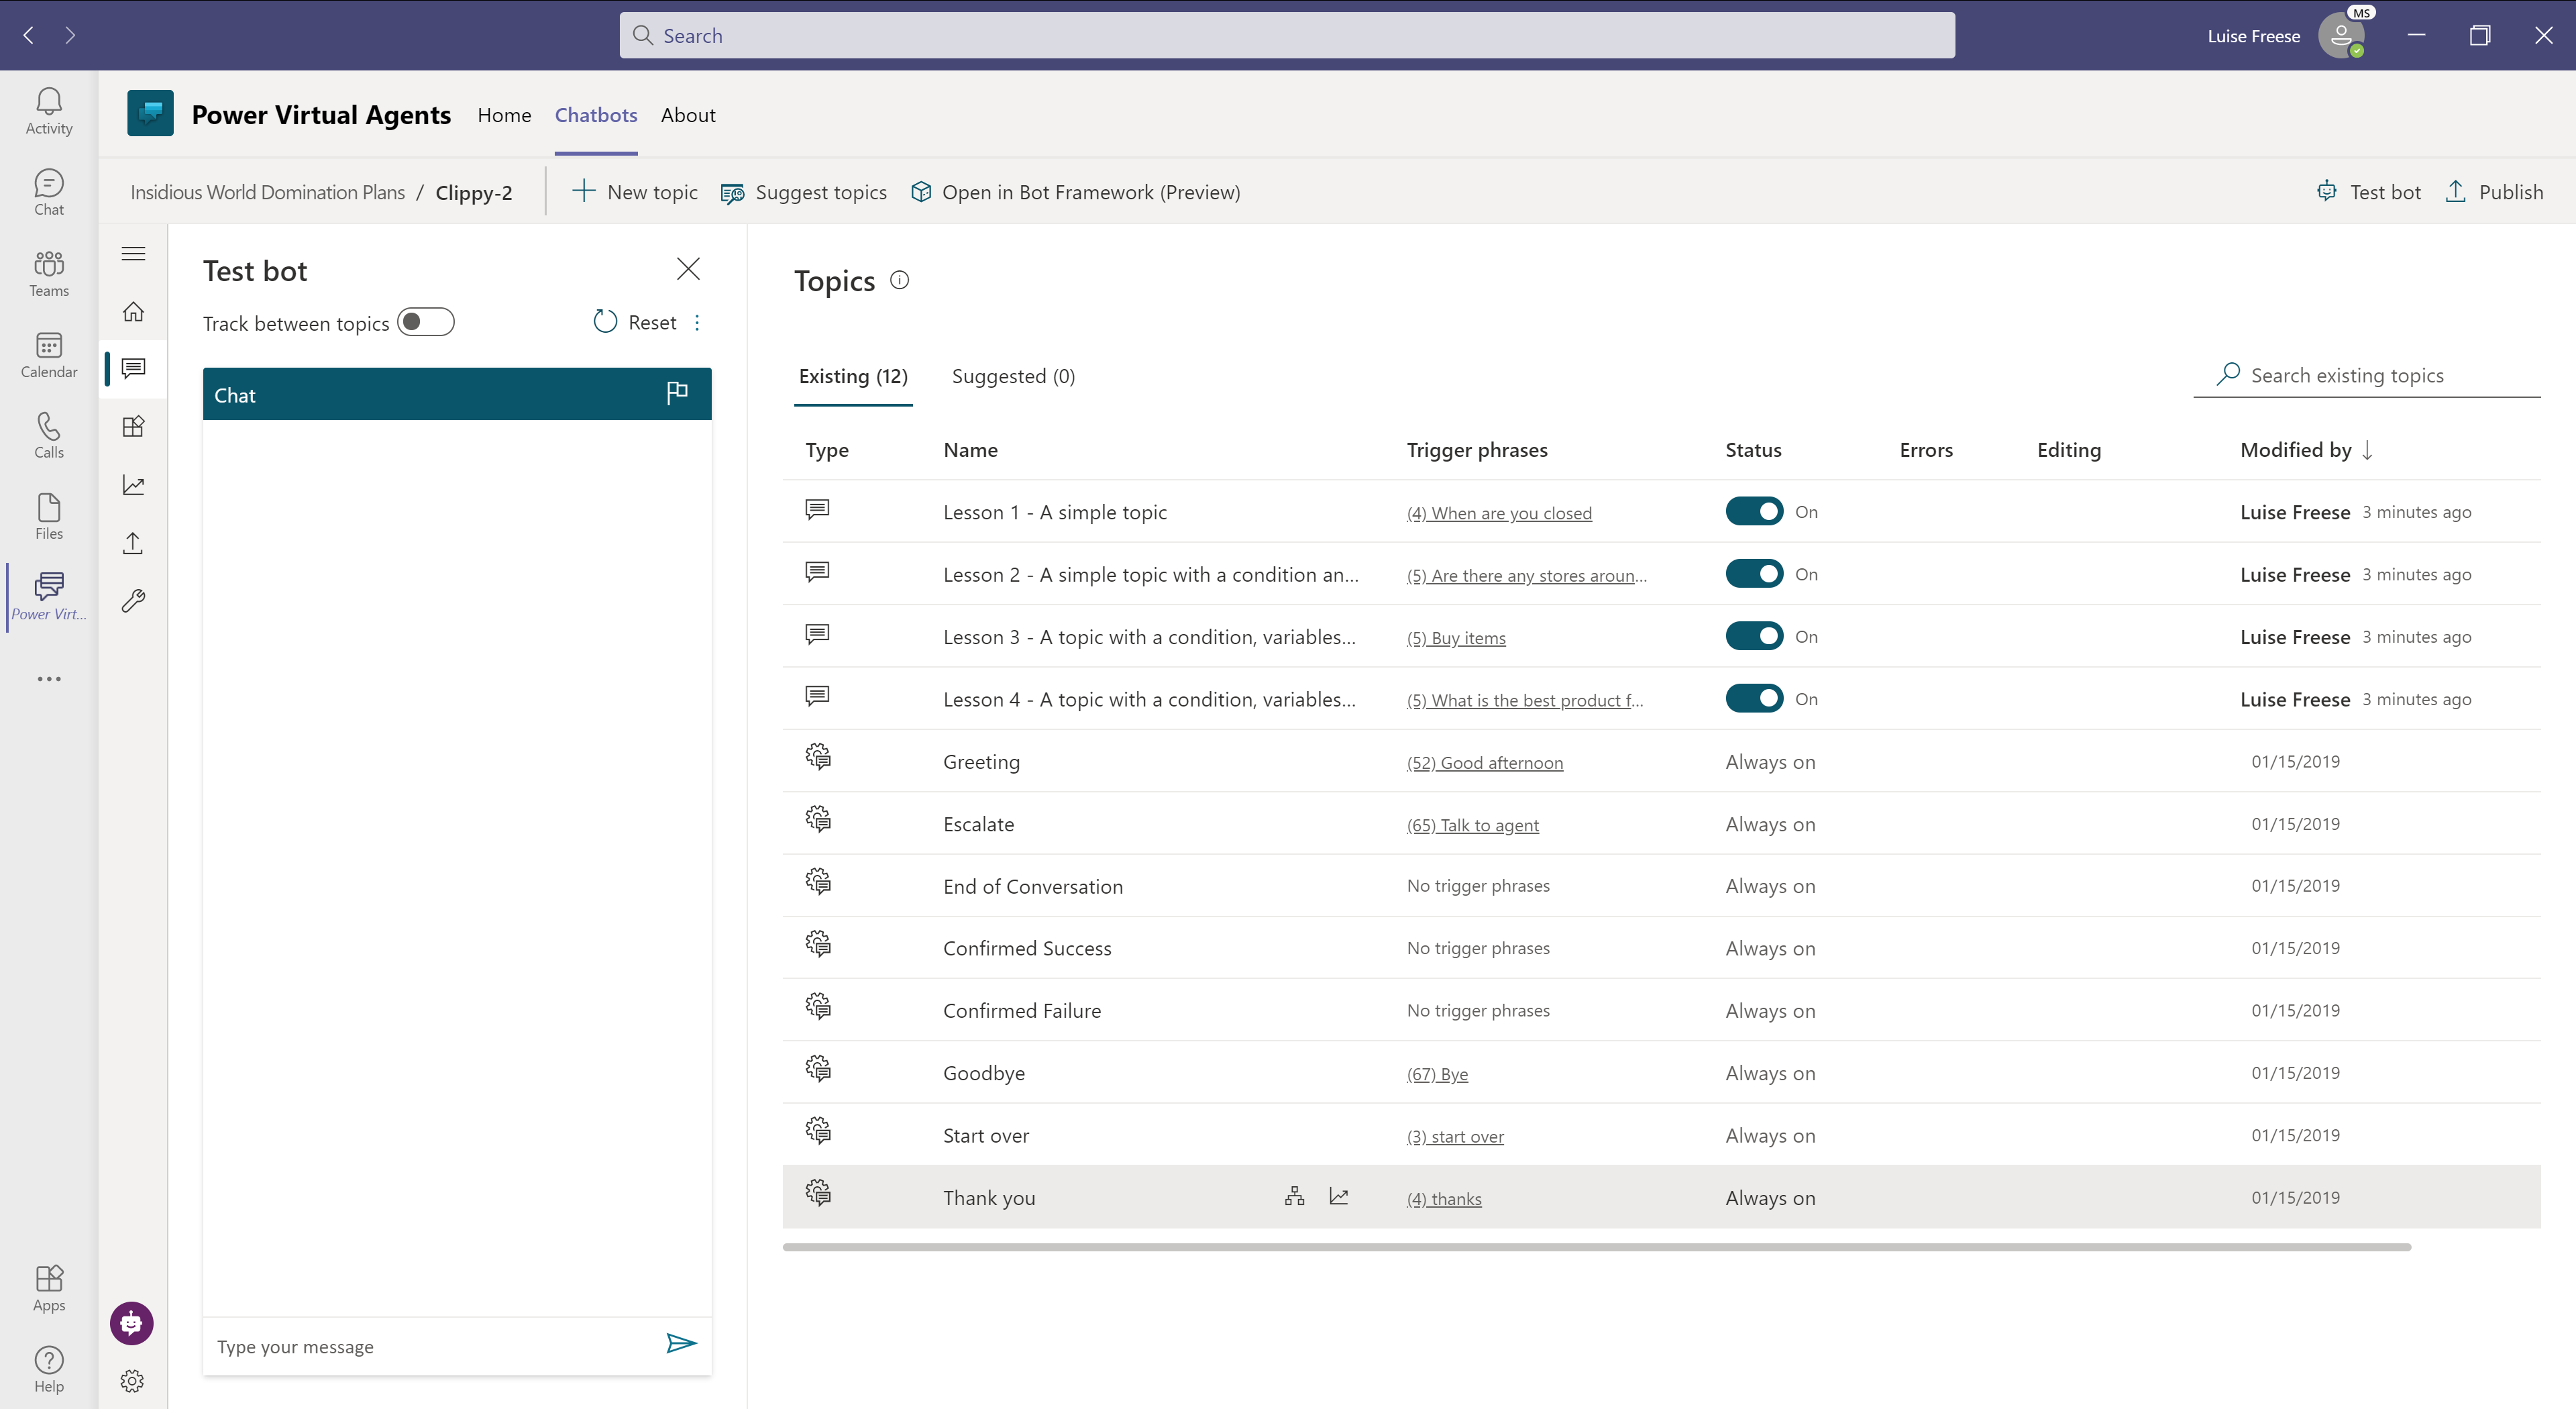 Search
Luise Freese
MS
Activity
Chat
Teams
Calendar
Calls
Files
Power Virt...
Apps
Help
Power Virtual Agents
Home
Chatbots
About
Insidious World Domination Plans / Clippy-2
New topic
Suggest topics
Open in Bot Framework (Preview)
Test bot
Publish
Test bot
Track between topics
Reset
Chat
Type your message
Topics
Existing (12)
Suggested (0)
Search existing topics
Type Name Trigger phrases Status Errors Editing Modified by
Lesson 1 - A simple topic (4) When are you closed On Luise Freese 3 minutes ago
Lesson 2 - A simple topic with a condition an... (5) Are there any stores aroun... On Luise Freese 3 minutes ago
Lesson 3 - A topic with a condition, variables... (5) Buy items On Luise Freese 3 minutes ago
Lesson 4 - A topic with a condition, variables... (5) What is the best product f... On Luise Freese 3 minutes ago
Greeting (52) Good afternoon Always on 01/15/2019
Escalate (65) Talk to agent Always on 01/15/2019
End of Conversation No trigger phrases Always on 01/15/2019
Confirmed Success No trigger phrases Always on 01/15/2019
Confirmed Failure No trigger phrases Always on 01/15/2019
Goodbye (67) Bye Always on 01/15/2019
Start over (3) start over Always on 01/15/2019
Thank you (4) thanks Always on 01/15/2019